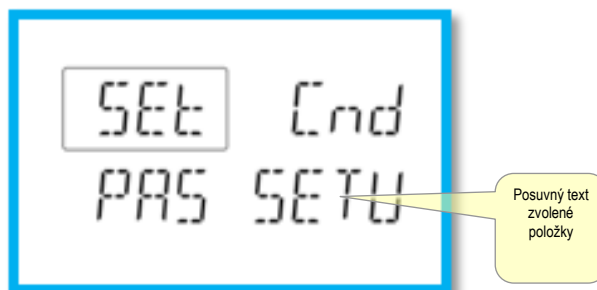 SEt Cnd
PAS SETU
Posuvný text
zvolené
položky